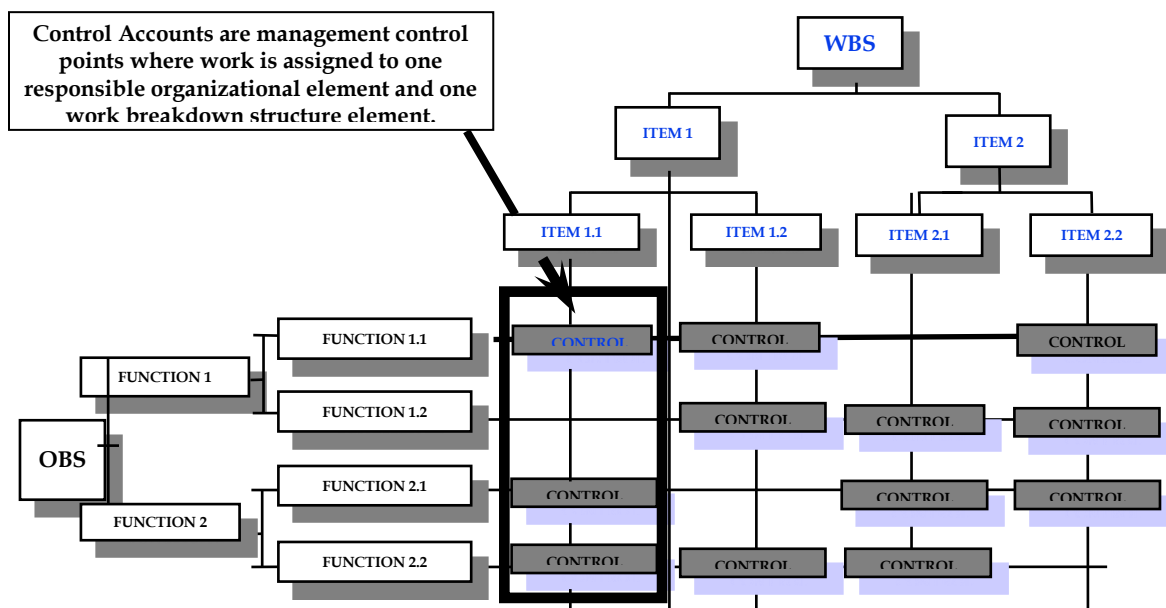 Control Accounts are management control
points where work is assigned to one
responsible organizational element and one
work breakdown structure element.
WBS
ITEM 1
ITEM 2
ITEM 1.1
ITEM 1.2
ITEM 2.1
ITEM 2.2
FUNCTION 1.1
CONTROL
CONTROL
CONTROL
FUNCTION 1
FUNCTION 1.2
CONTROL
CONTROL
CONTROL
OBS
FUNCTION 2.1
CONTROL
CONTROL
CONTROL
FUNCTION 2
FUNCTION 2.2
CONTROL
CONTROL
CONTROL